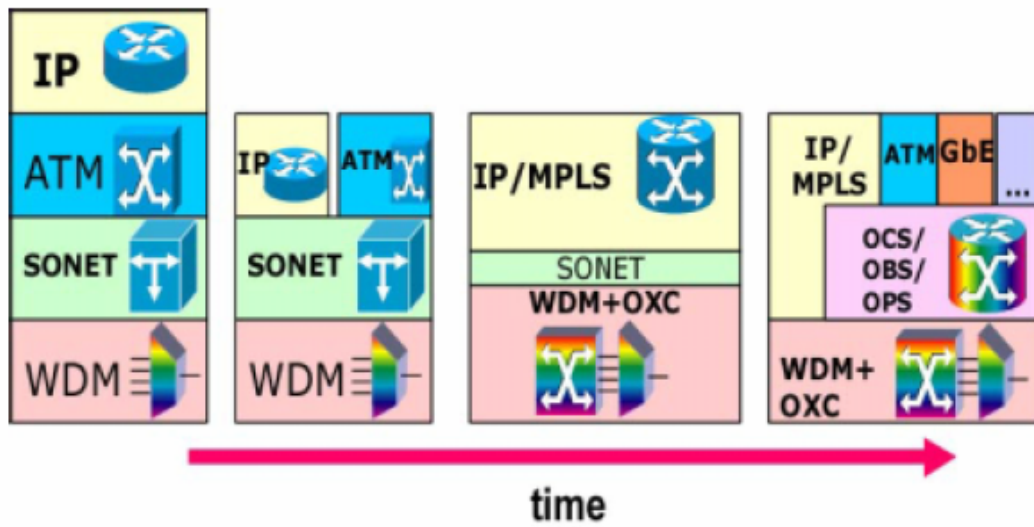 IP
ATM
SONET
WDM
IP
ATM
SONET
WDM
IP/MPLS
SONET
WDM+OXC
IP/
MPLS
ATM
GbE
...
OCS/
OBS/
OPS
WDM+
OXC
time